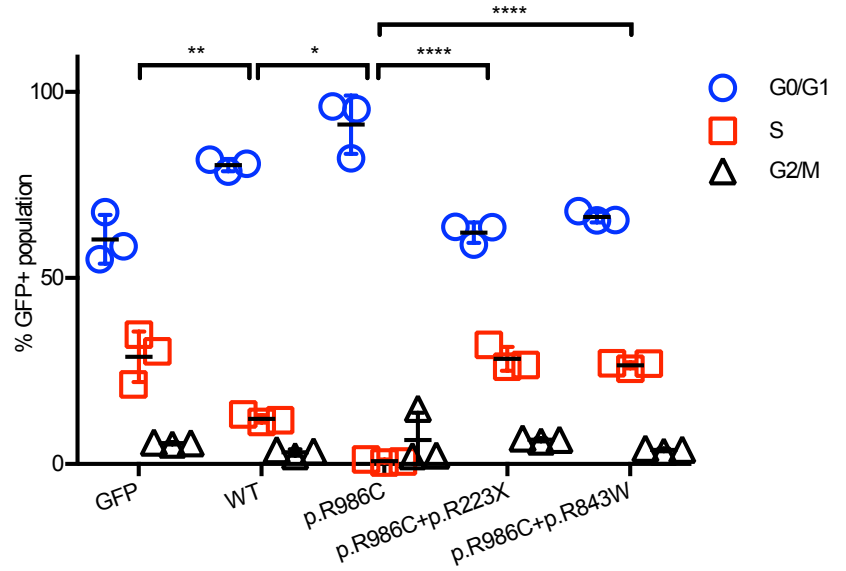 ****
** * ****
100
50
0
% GFP+ population
G0/G1
S
G2/M
GFP
WT
p.R986C
p.R986C+p.R223X
p.R986C+p.R843W